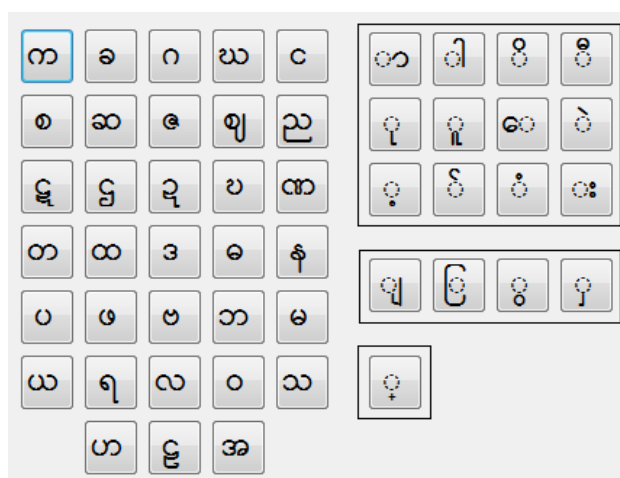 က ခ ဂ ဃ င
စ ဆ ဇ ဈ ည
ဋ ဌ ဍ ဎ ဏ
တ ထ ဒ ဓ န
ပ ဖ ဗ ဘ မ
ယ ရ လ ဝ သ
ဟ ဠ အ
ာ ါ ိ ီ
ု ူ ေ ဲ
့ ် ံ း
ျ ြ ွ ှ
္